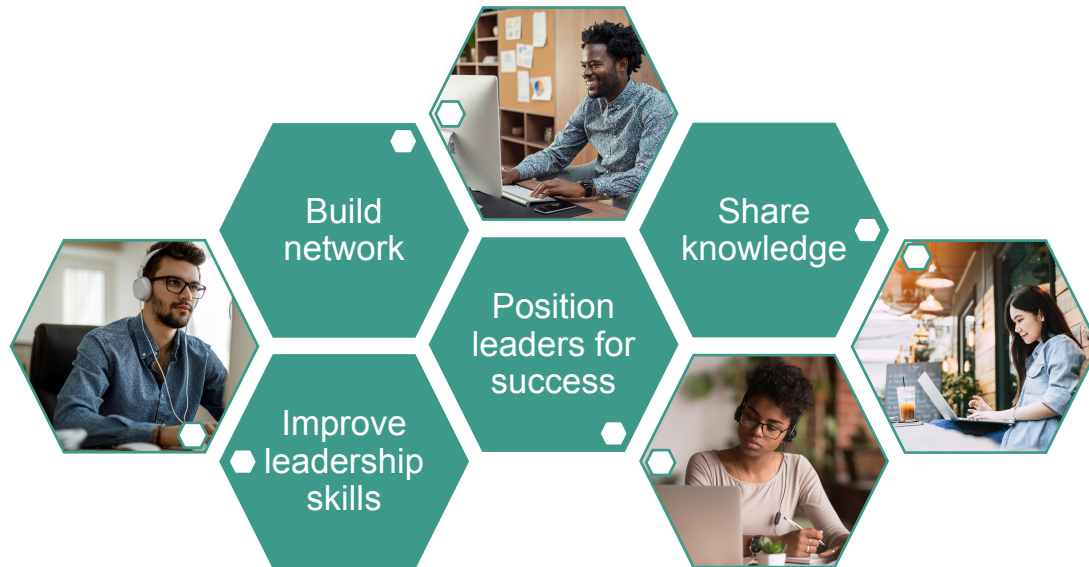 Build
network
Share
knowledge
Position
leaders for
success
Improve
leadership
skills